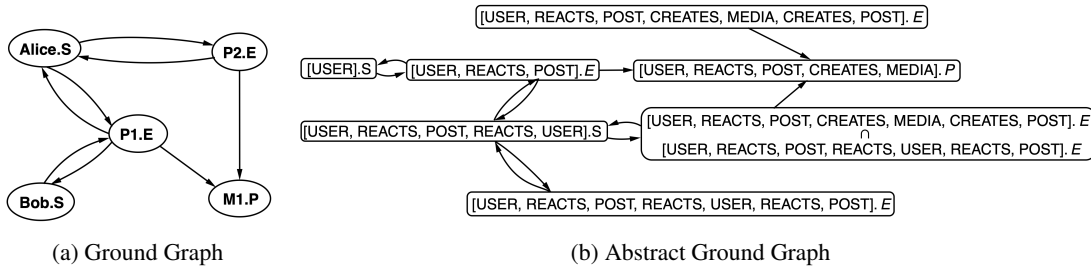 Alice.S
P2.E
P1.E
Bob.S
M1.P
(a) Ground Graph
[USER, REACTS, POST, CREATES, MEDIA, CREATES, POST]. E
[USER].S
[USER, REACTS, POST]. E
[USER, REACTS, POST, CREATES, MEDIA]. P
[USER, REACTS, POST, REACTS, USER].S
[USER, REACTS, POST, CREATES, MEDIA, CREATES, POST]. E
∩
[USER, REACTS, POST, REACTS, USER, REACTS, POST]. E
[USER, REACTS, POST, REACTS, USER, REACTS, POST]. E
(b) Abstract Ground Graph